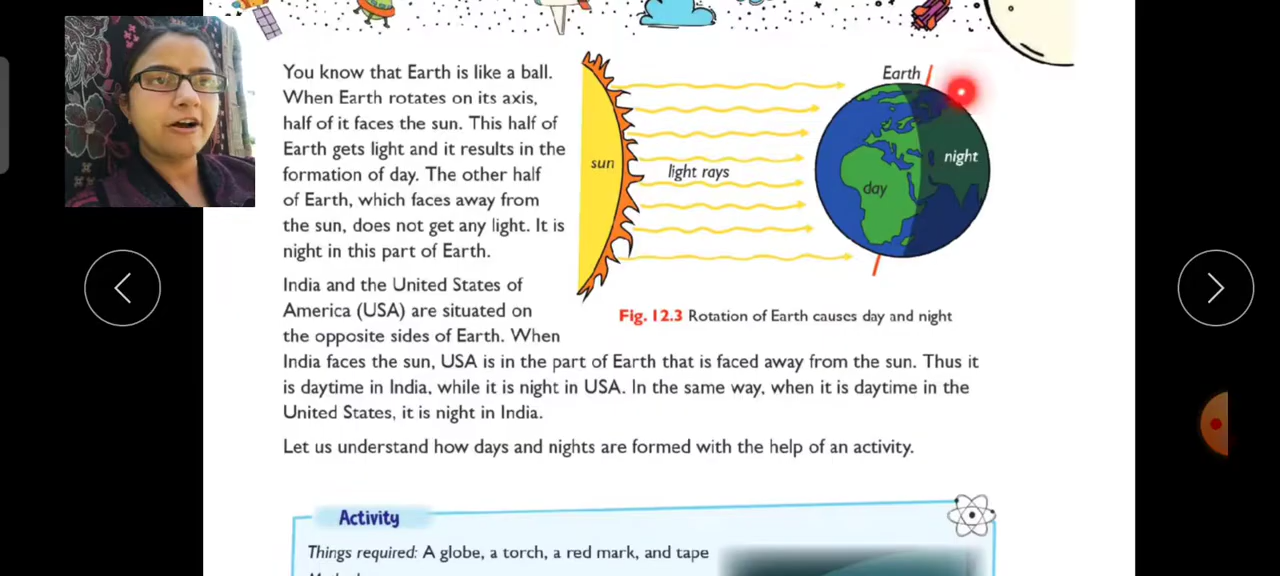 You know that Earth is like a ball.
When Earth rotates on its axis,
half of it faces the sun. This half of
Earth gets light and it results in the
formation of day. The other half
of Earth, which faces away from
the sun, does not get any light. It is
night in this part of Earth.
Earth
sun
light rays
day
night
Fig. 12.3 Rotation of Earth causes day and night
India and the United States of
America (USA) are situated on
the opposite sides of Earth. When
India faces the sun, USA is in the part of Earth that is faced away from the sun. Thus it
is daytime in India, while it is night in USA. In the same way, when it is daytime in the
United States, it is night in India.
Let us understand how days and nights are formed with the help of an activity.
Activity
Things required: A globe, a torch, a red mark, and tape